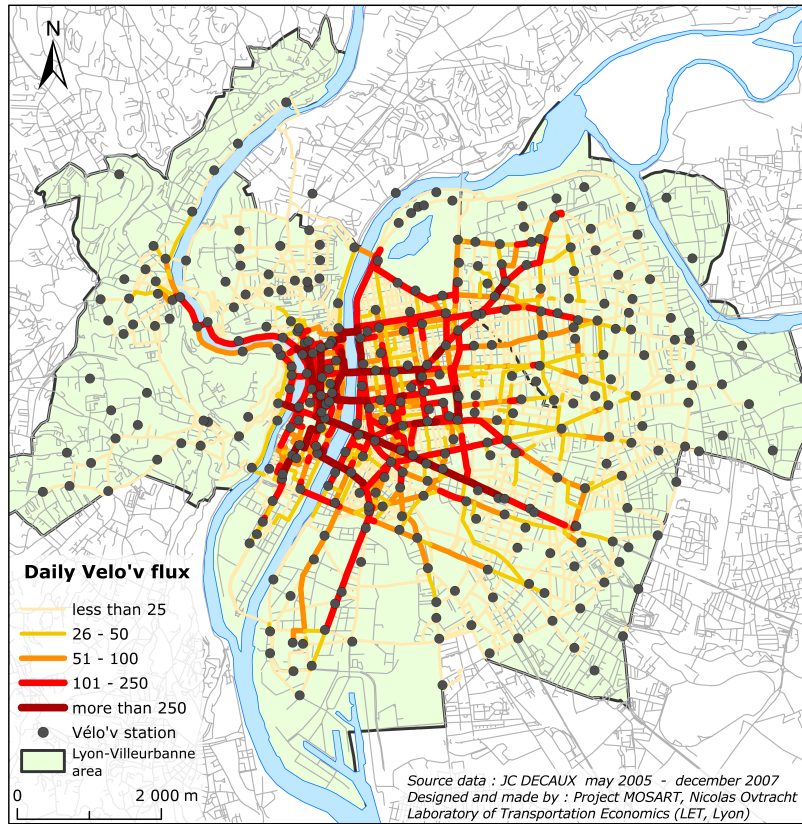 N
Daily Velo'v flux
less than 25
26 - 50
51 - 100
101 - 250
more than 250
Vélo'v station
Lyon-Villeurbanne
area
0 2 000 m
Source data : JC DECAUX may 2005 - december 2007
Designed and made by : Project MOSART, Nicolas Ovtracht
Laboratory of Transportation Economics (LET, Lyon)